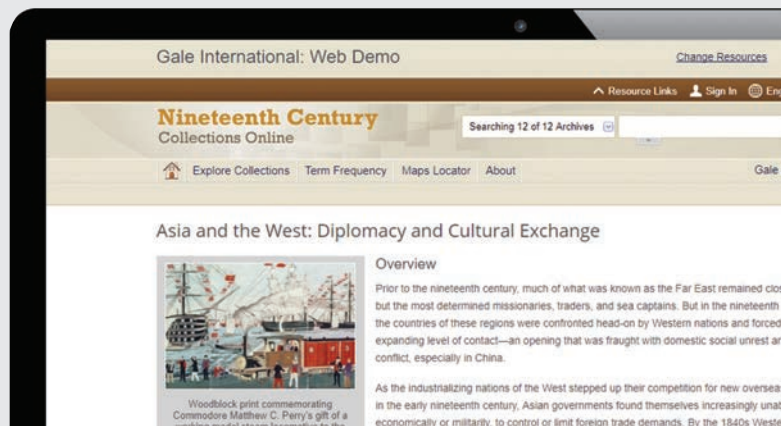 Gale International: Web Demo
Change Resources
Resource Links Sign In
Nineteenth Century
Collections Online
Searching 12 of 12 Archives
Explore Collections Term Frequency Maps Locator About
Gale
Asia and the West: Diplomacy and Cultural Exchange
Overview
Prior to the nineteenth century, much of what was known as the Far East remained
but the most determined missionaries, traders, and sea captains. But in the nineteenth
the countries of these regions were confronted head-on by Western nations and forced
expanding level of contact—an opening that was fraught with domestic social unrest
conflict, especially in China.
As the industrializing nations of the West stepped up their competition for new
in the early nineteenth century, Asian governments found themselves increasingly
economically or militarily, to control or limit foreign trade demands. By the 1840s
Woodblock print commemorating
Commodore Matthew C. Perry's gift of a
working model steam locomotive to the